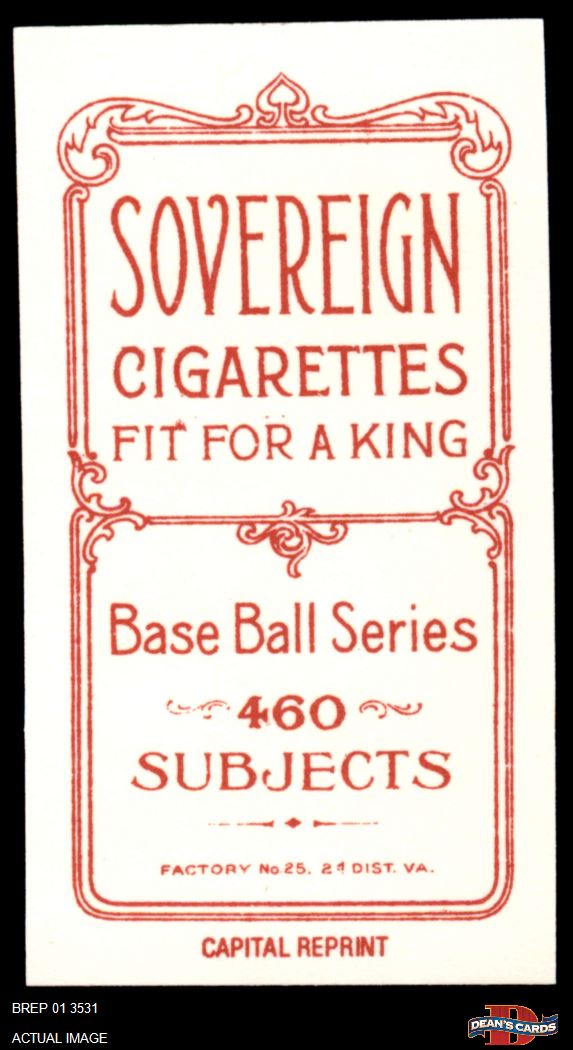 SOVEREIGN
CIGARETTES
FIT FOR A KING
Base Ball Series
460
SUBJECTS
FACTORY No. 25. 2d DIST. VA.
CAPITAL REPRINT
BREP 01 3531
ACTUAL IMAGE
D
DEAN'S CARDS